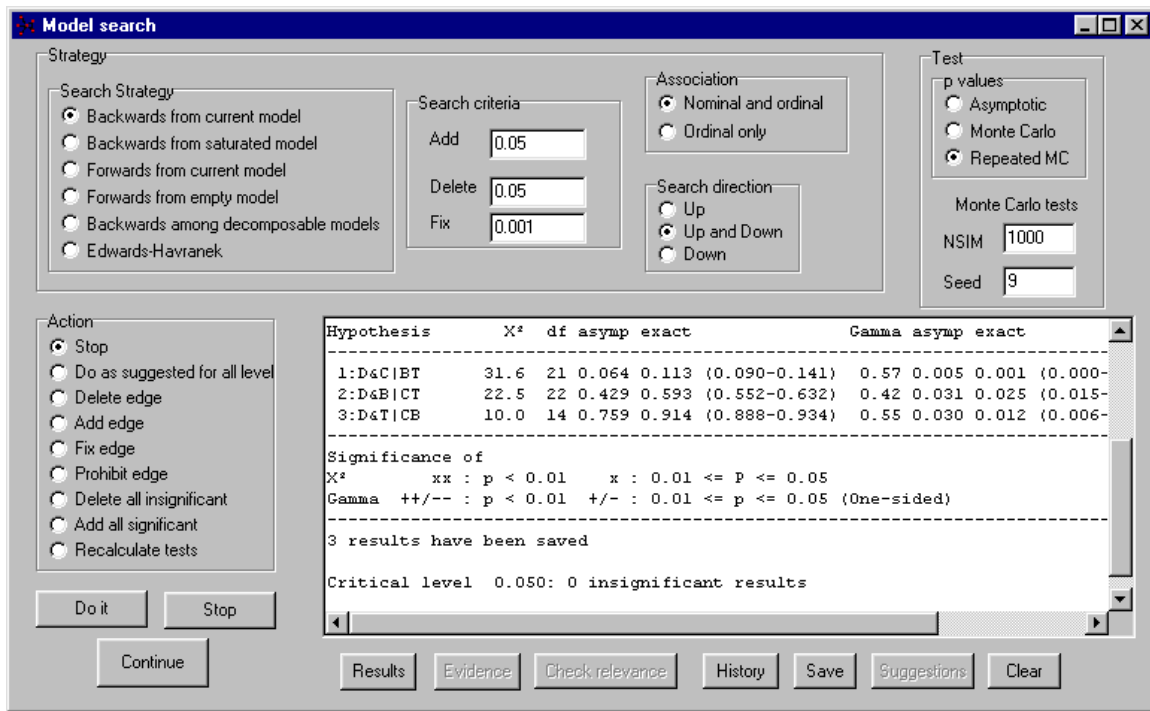 Model search
Strategy
Search Strategy
Backwards from current model
Backwards from saturated model
Forwards from current model
Forwards from empty model
Backwards among decomposable models
Edwards-Havranek
Search criteria
Add 0.05
Delete 0.05
Fix 0.001
Association
Nominal and ordinal
Ordinal only
Search direction
Up
Up and Down
Down
Test
p values
Asymptotic
Monte Carlo
Repeated MC
Monte Carlo tests
NSIM 1000
Seed 9
Action
Stop
Do as suggested for all level
Delete edge
Add edge
Fix edge
Prohibit edge
Delete all insignificant
Add all significant
Recalculate tests
Do it Stop
Continue
Hypothesis X² df asymp exact Gamma asymp exact
------------------------------------------------------------------------
1:D&C|BT 31.6 21 0.064 0.113 (0.090-0.141) 0.57 0.005 0.001 (0.000-
2:D&B|CT 22.5 22 0.429 0.593 (0.552-0.632) 0.42 0.031 0.025 (0.015-
3:D&T|CB 10.0 14 0.759 0.914 (0.888-0.934) 0.55 0.030 0.012 (0.006-
------------------------------------------------------------------------
Significance of
X² xx : p < 0.01 x : 0.01 <= P <= 0.05
Gamma ++/-- : p < 0.01 +/- : 0.01 <= p <= 0.05 (One-sided)
------------------------------------------------------------------------
3 results have been saved
Critical level 0.050: 0 insignificant results
Results Evidence Check relevance History Save Suggestions Clear